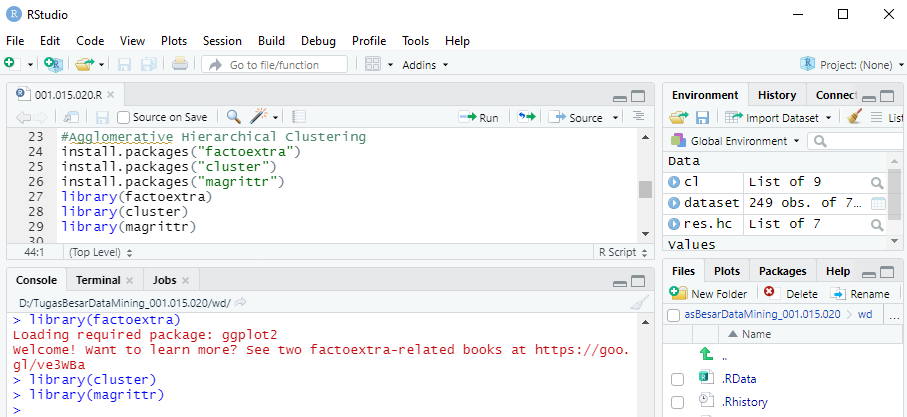 RStudio
File Edit Code View Plots Session Build Debug Profile Tools Help
Go to file/function Addins Project: (None)
001.015.020.R
Source on Save Run Source
23 #Agglomerative Hierarchical Clustering
24 install.packages("factoextra")
25 install.packages("cluster")
26 install.packages("magrittr")
27 library(factoextra)
28 library(cluster)
29 library(magrittr)
30
44:1 (Top Level) R Script
Console Terminal Jobs
D:/TugasBesarDataMining_001.015.020/wd/
> library(factoextra)
Loading required package: ggplot2
Welcome! Want to learn more? See two factoextra-related books at https://goo.
gl/ve3WBa
> library(cluster)
> library(magrittr)
>
Environment History Connec
Import Dataset List
Global Environment
Data
cl List of 9
dataset 249 obs. of 7…
res.hc List of 7
Values
Files Plots Packages Help
New Folder Delete Rename
asBesarDataMining_001.015.020 wd ...
Name
..
.RData
.Rhistory